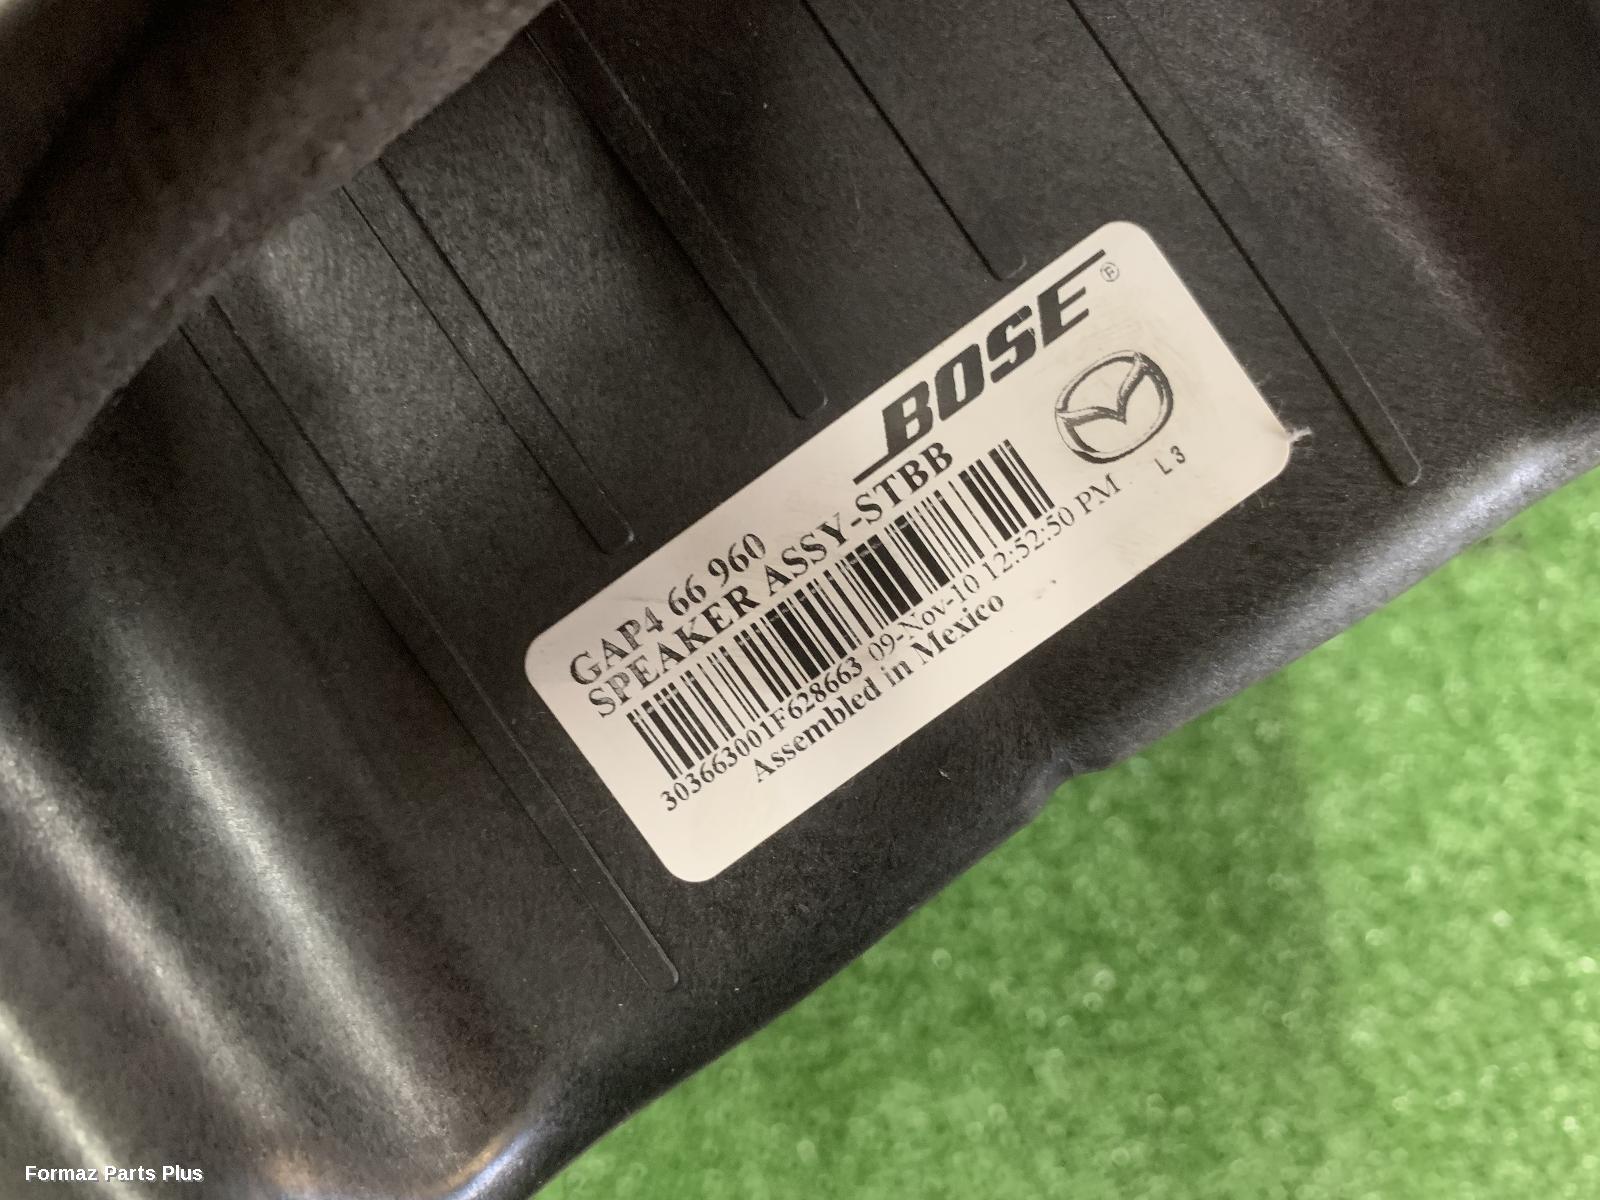 BOSE®
GAP4 66 960
SPEAKER ASSY-STBB
303663001F628663 09-Nov-10 12:52:50 PM
L3
Assembled in Mexico
Formaz Parts Plus